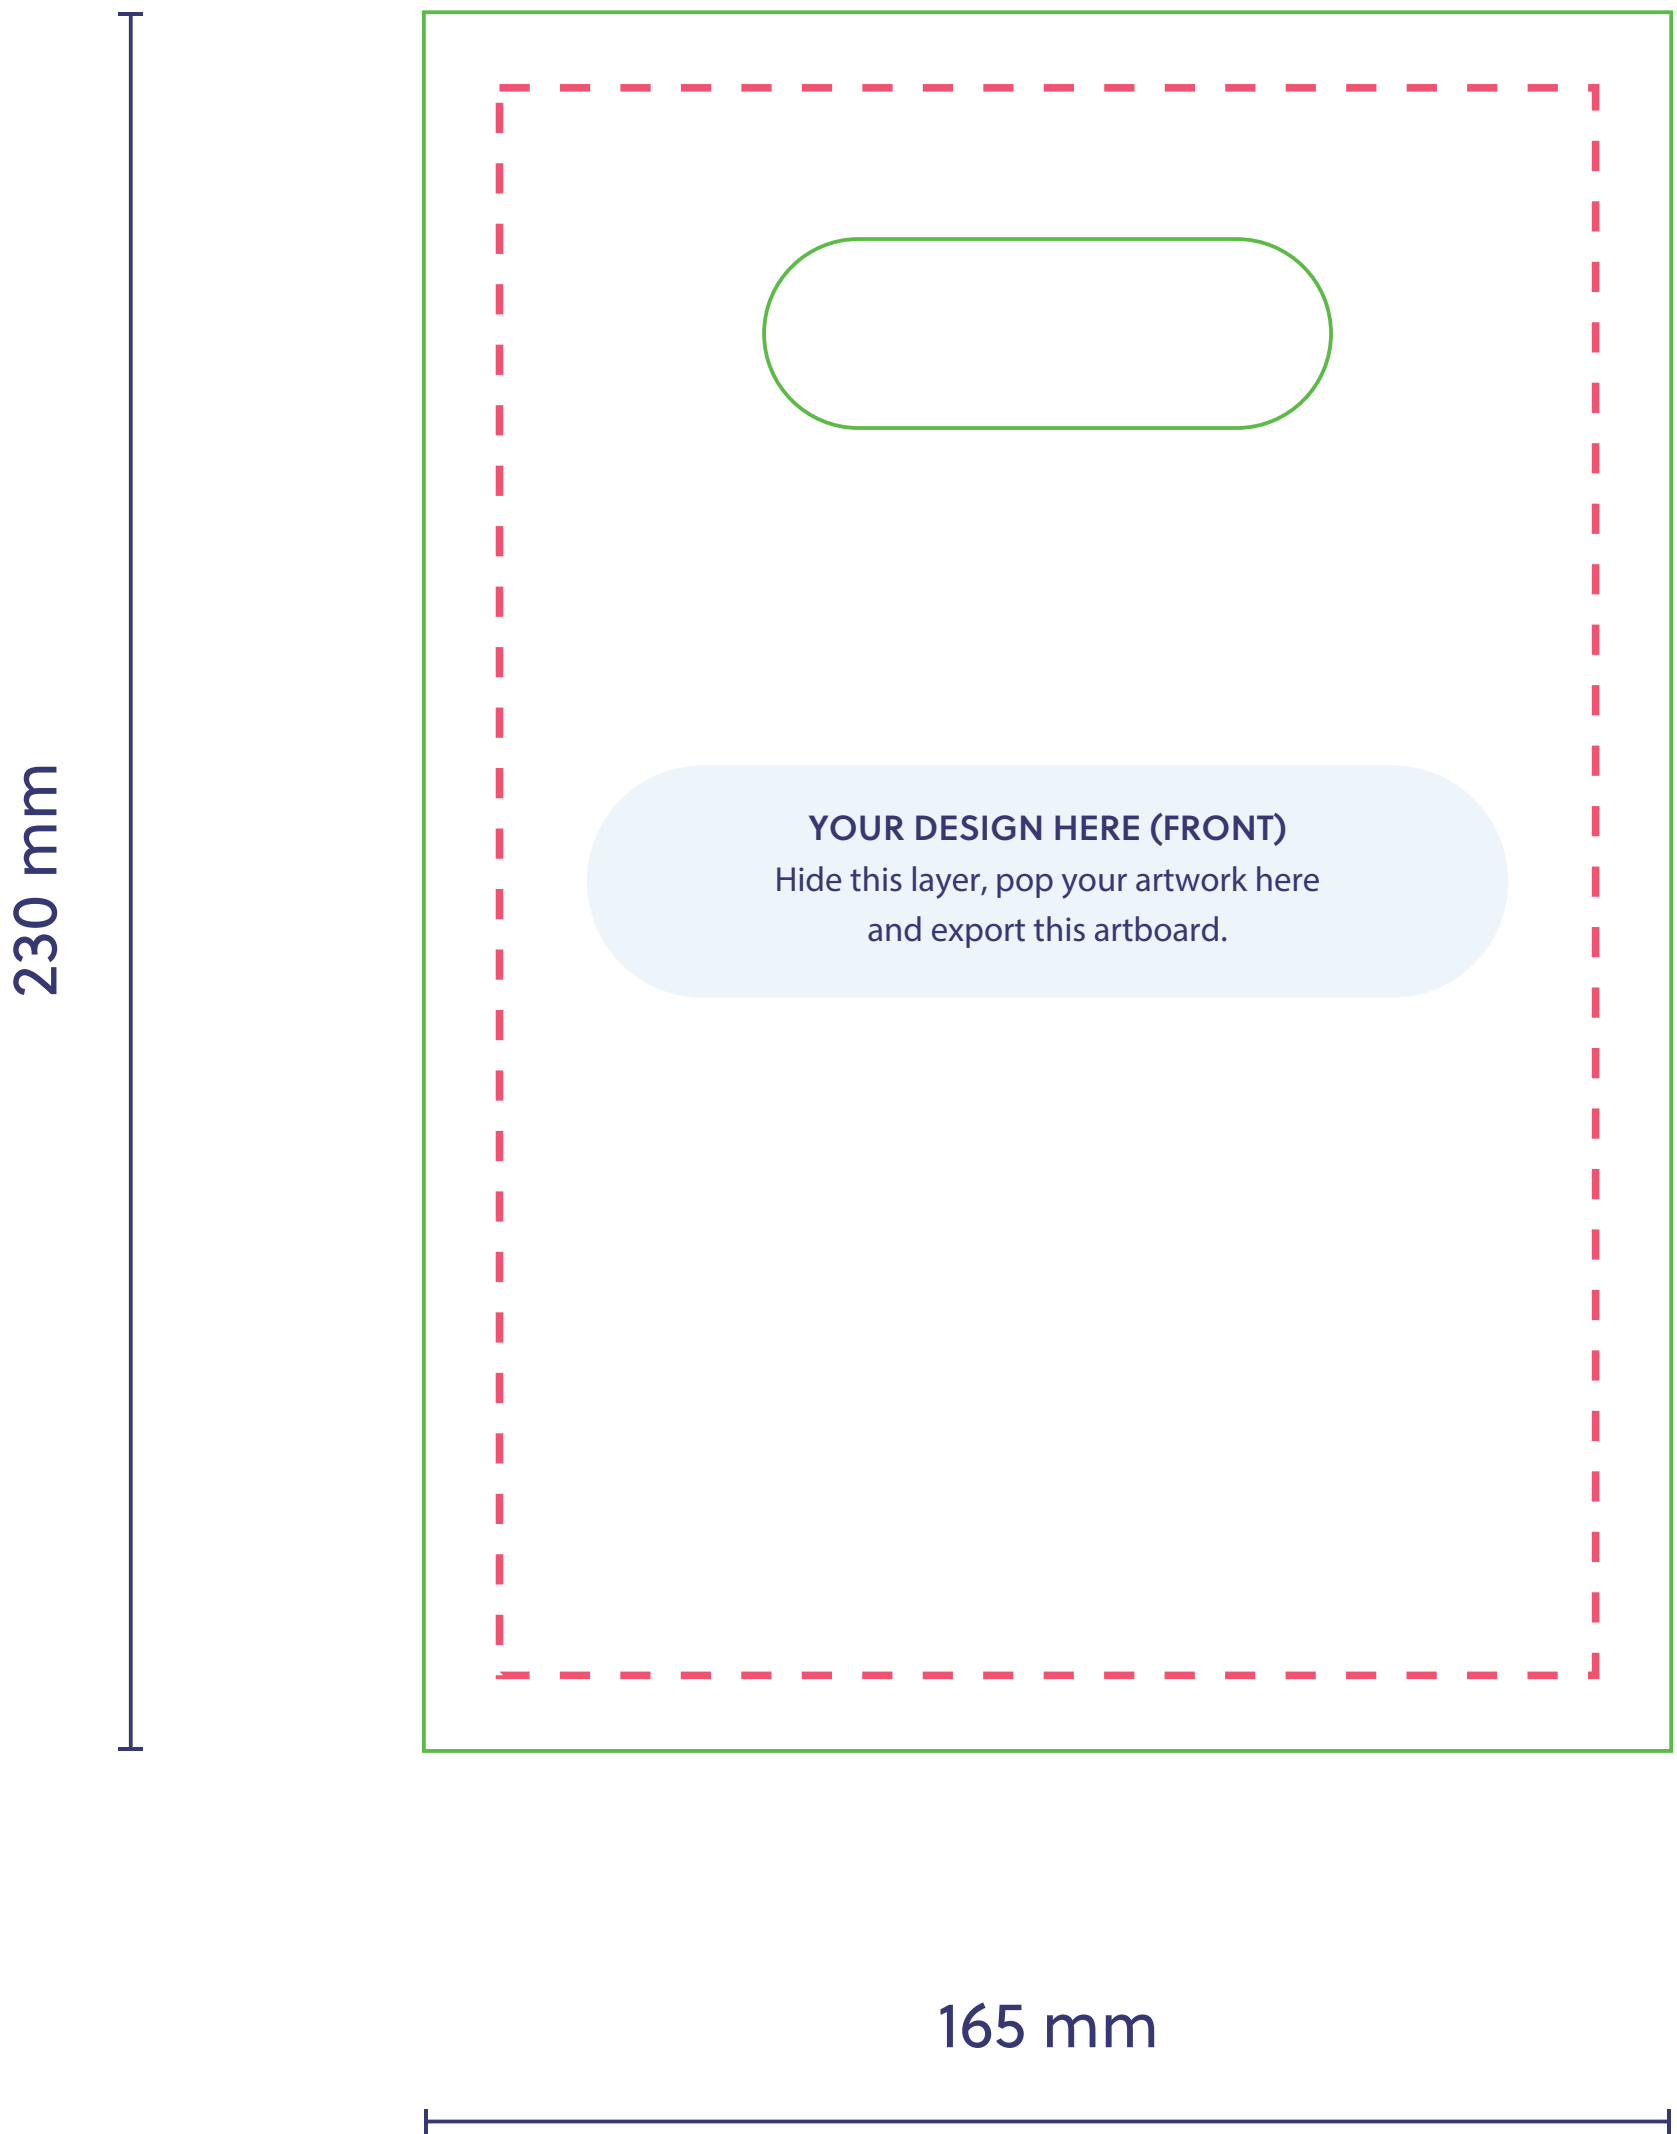 230 mm
YOUR DESIGN HERE (FRONT)
Hide this layer, pop your artwork here
and export this artboard.
165 mm